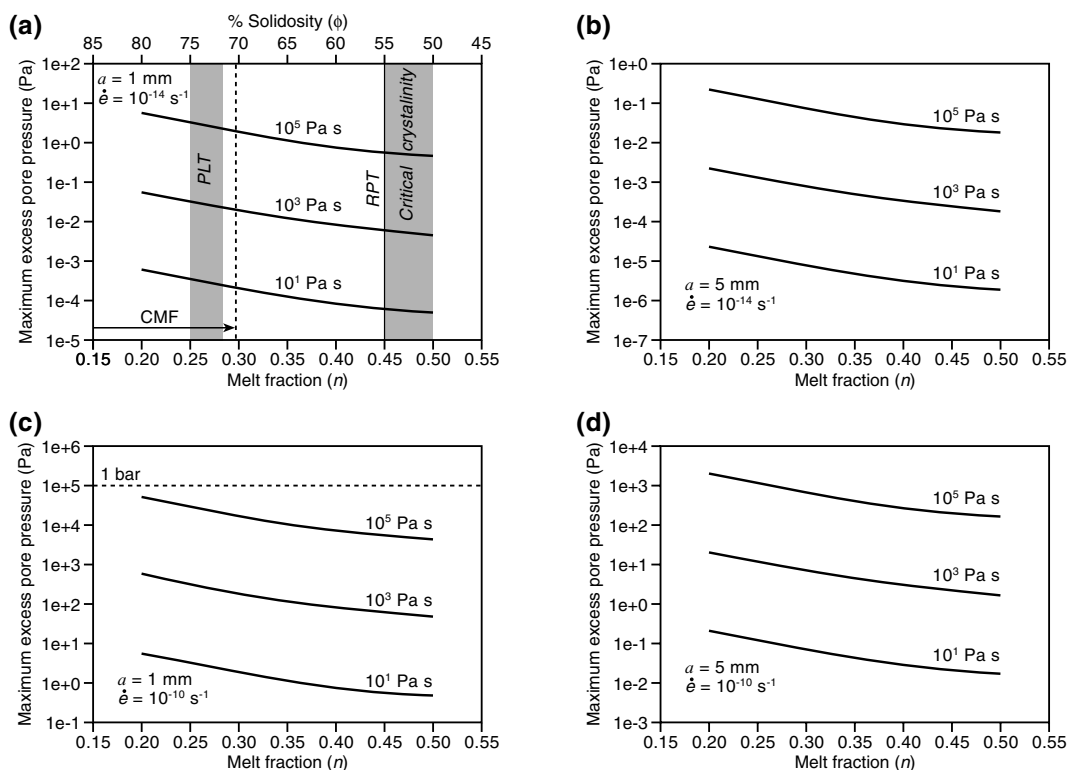 (a)
% Solidosity (ϕ)
85 80 75 70 65 60 55 50 45
Maximum excess pore pressure (Pa)
1e+2
1e+1
1e+0
1e-1
1e-2
1e-3
1e-4
1e-5
a = 1 mm
ė = 10⁻¹⁴ s⁻¹
10⁵ Pa s
10³ Pa s
10¹ Pa s
PLT
RPT
Critical crystallinity
CMF
0.15 0.20 0.25 0.30 0.35 0.40 0.45 0.50 0.55
Melt fraction (n)
(b)
Maximum excess pore pressure (Pa)
1e+0
1e-1
1e-2
1e-3
1e-4
1e-5
1e-6
1e-7
10⁵ Pa s
10³ Pa s
10¹ Pa s
a = 5 mm
ė = 10⁻¹⁴ s⁻¹
0.15 0.20 0.25 0.30 0.35 0.40 0.45 0.50 0.55
Melt fraction (n)
(c)
Maximum excess pore pressure (Pa)
1e+6
1e+5
1e+4
1e+3
1e+2
1e+1
1e+0
1e-1
1 bar
10⁵ Pa s
10³ Pa s
10¹ Pa s
a = 1 mm
ė = 10⁻¹⁰ s⁻¹
0.15 0.20 0.25 0.30 0.35 0.40 0.45 0.50 0.55
Melt fraction (n)
(d)
Maximum excess pore pressure (Pa)
1e+4
1e+3
1e+2
1e+1
1e+0
1e-1
1e-2
1e-3
10⁵ Pa s
10³ Pa s
10¹ Pa s
a = 5 mm
ė = 10⁻¹⁰ s⁻¹
0.15 0.20 0.25 0.30 0.35 0.40 0.45 0.50 0.55
Melt fraction (n)